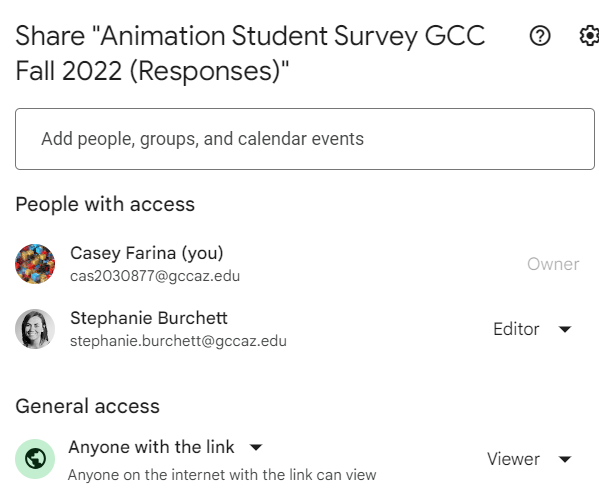 Share "Animation Student Survey GCC
Fall 2022 (Responses)"
Add people, groups, and calendar events
People with access
Casey Farina (you)
cas2030877@gccaz.edu
Owner
Stephanie Burchett
stephanie.burchett@gccaz.edu
Editor
General access
Anyone with the link
Anyone on the internet with the link can view
Viewer